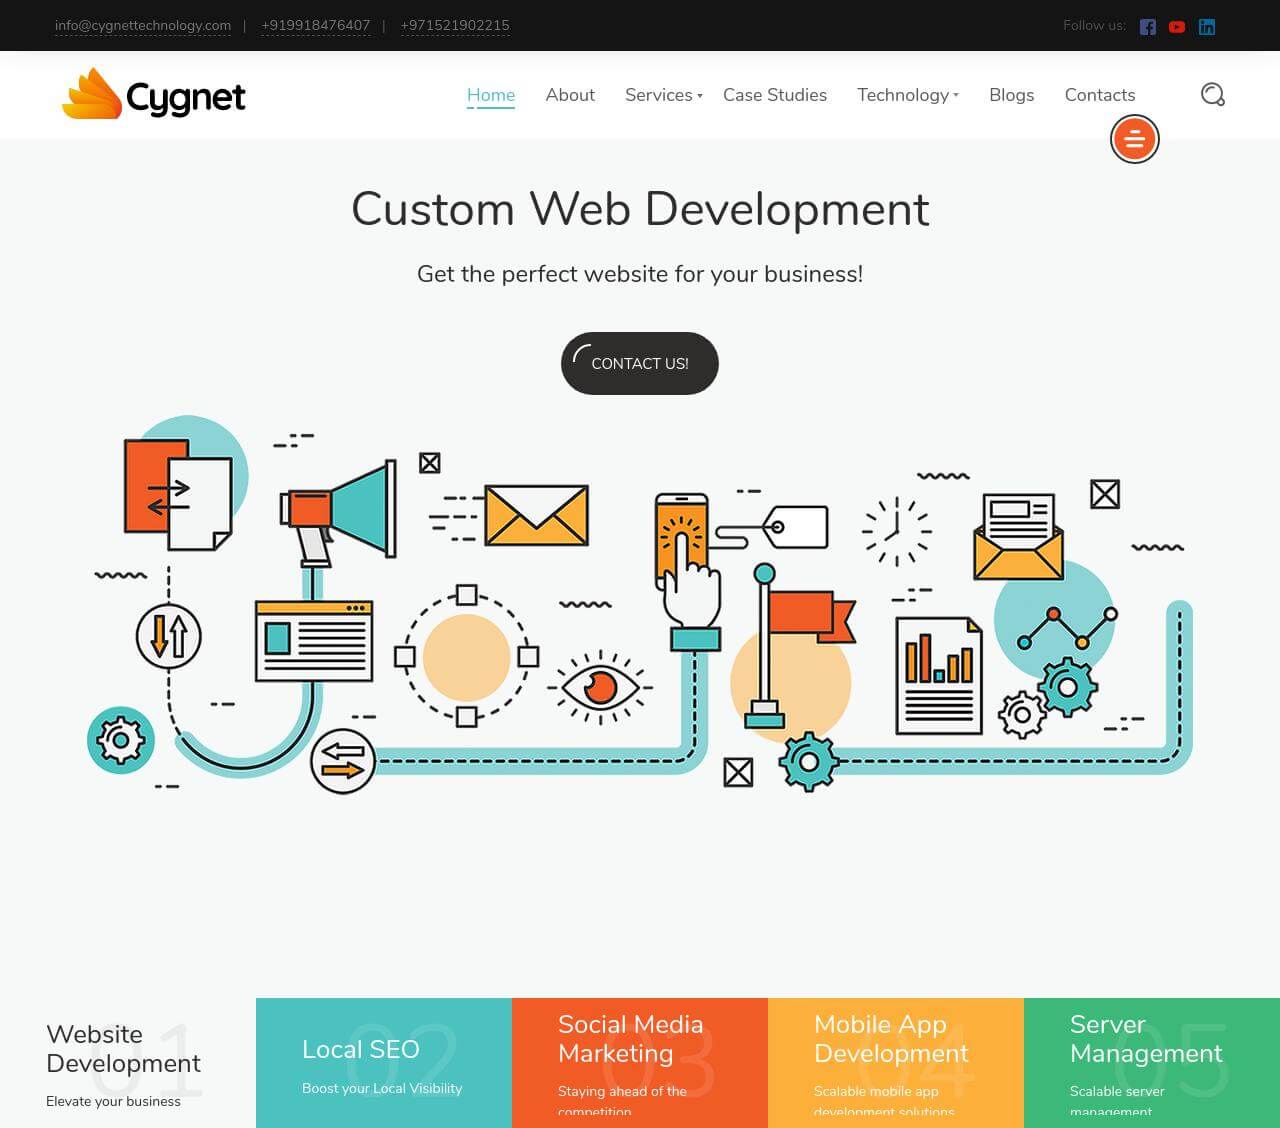 info@cygnettechnology.com | +919918476407 | +971521902215 Follow us:
Cygnet Home About Services Case Studies Technology Blogs Contacts
Custom Web Development
Get the perfect website for your business!
CONTACT US!
01
Website
Development
Elevate your business
02
Local SEO
Boost your Local Visibility
03
Social Media
Marketing
Staying ahead of the
competition
04
Mobile App
Development
Scalable mobile app
development solutions
05
Server
Management
Scalable server
management